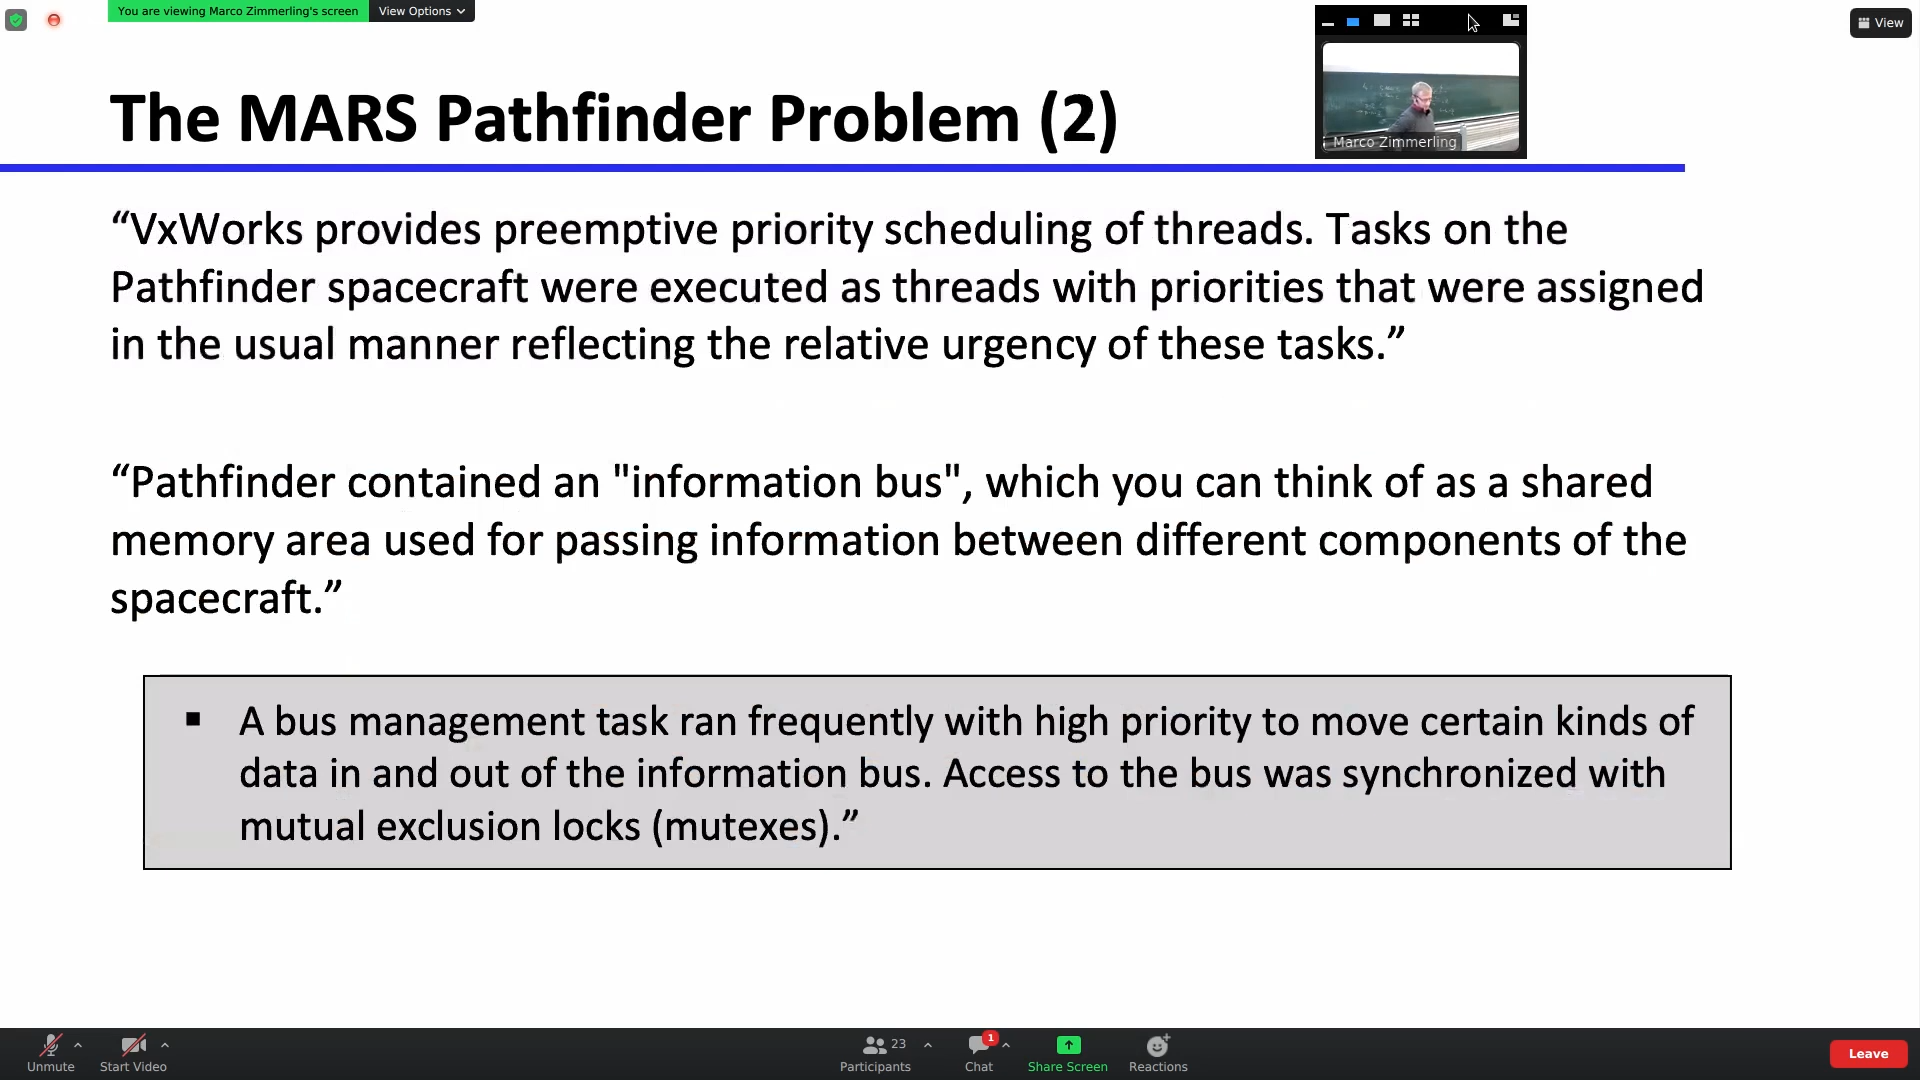 You are viewing Marco Zimmerling's screen
View Options
View
The MARS Pathfinder Problem (2)
Marco Zimmerling
“VxWorks provides preemptive priority scheduling of threads. Tasks on the
Pathfinder spacecraft were executed as threads with priorities that were assigned
in the usual manner reflecting the relative urgency of these tasks.”
“Pathfinder contained an "information bus", which you can think of as a shared
memory area used for passing information between different components of the
spacecraft.”
▪ A bus management task ran frequently with high priority to move certain kinds of
data in and out of the information bus. Access to the bus was synchronized with
mutual exclusion locks (mutexes).”
Unmute
Start Video
23
Participants
1
Chat
Share Screen
Reactions
Leave